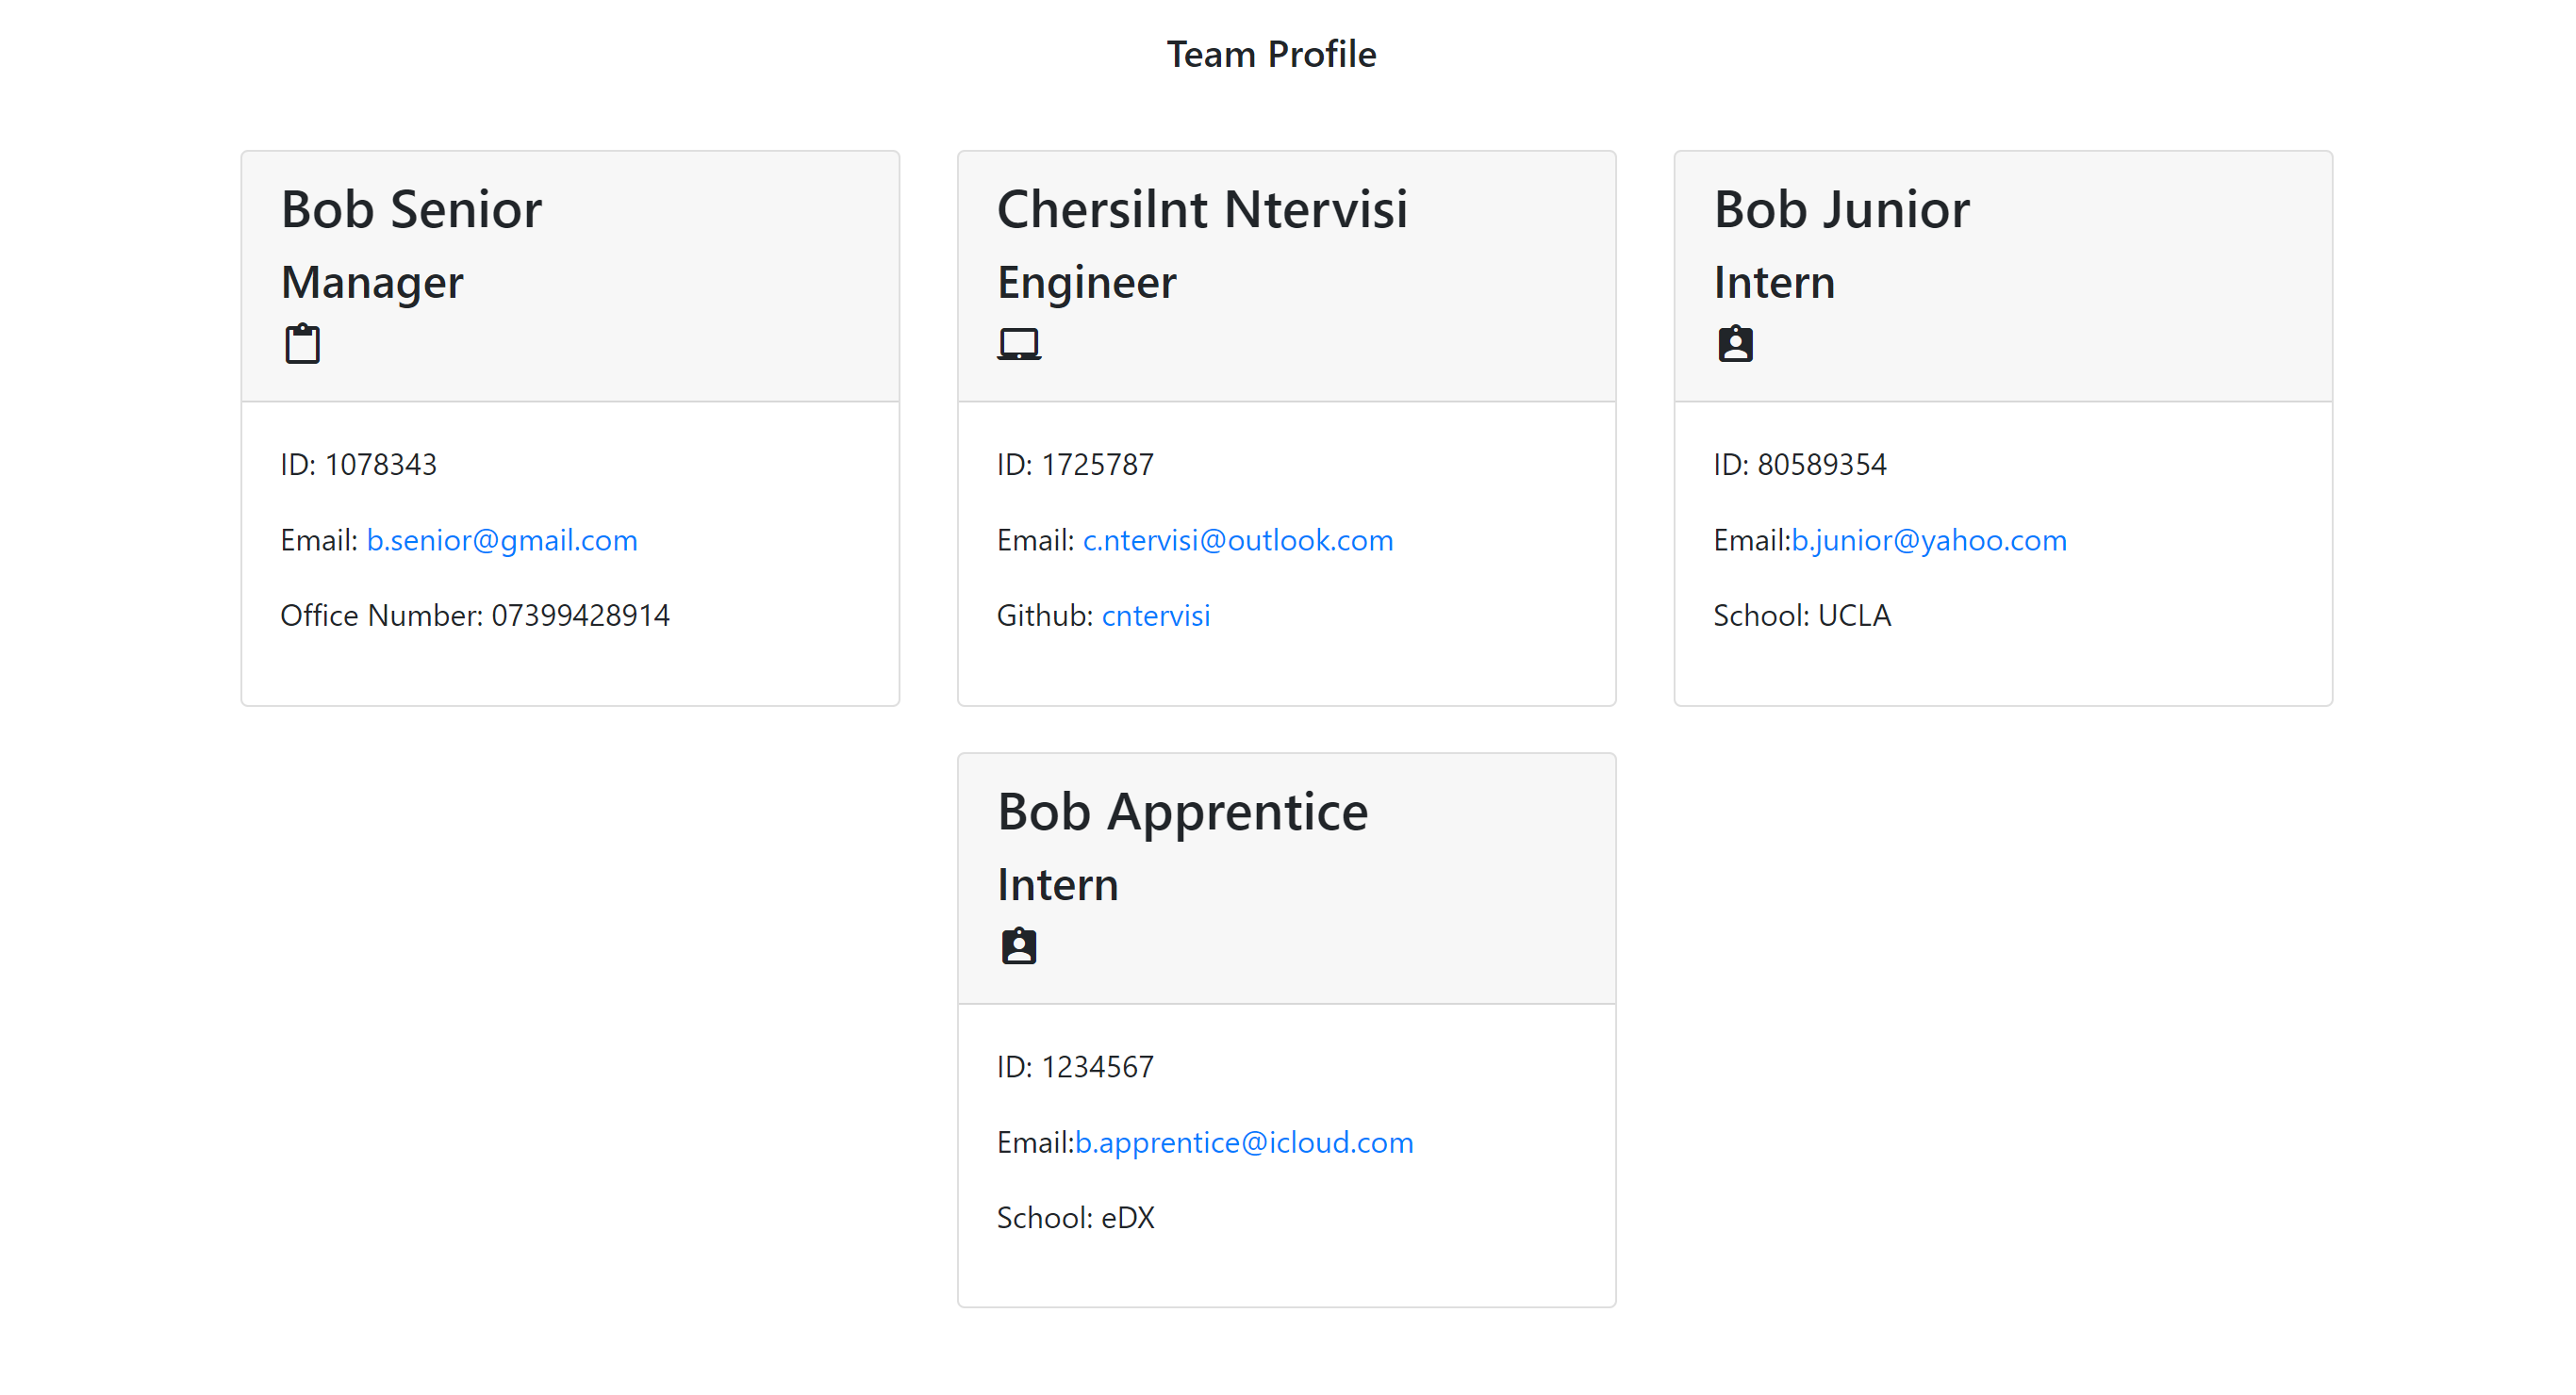 Team Profile
Bob Senior
Manager
ID: 1078343
Email: b.senior@gmail.com
Office Number: 07399428914
Chersilnt Ntervisi
Engineer
ID: 1725787
Email: c.ntervisi@outlook.com
Github: cntervisi
Bob Junior
Intern
ID: 80589354
Email:b.junior@yahoo.com
School: UCLA
Bob Apprentice
Intern
ID: 1234567
Email:b.apprentice@icloud.com
School: eDX